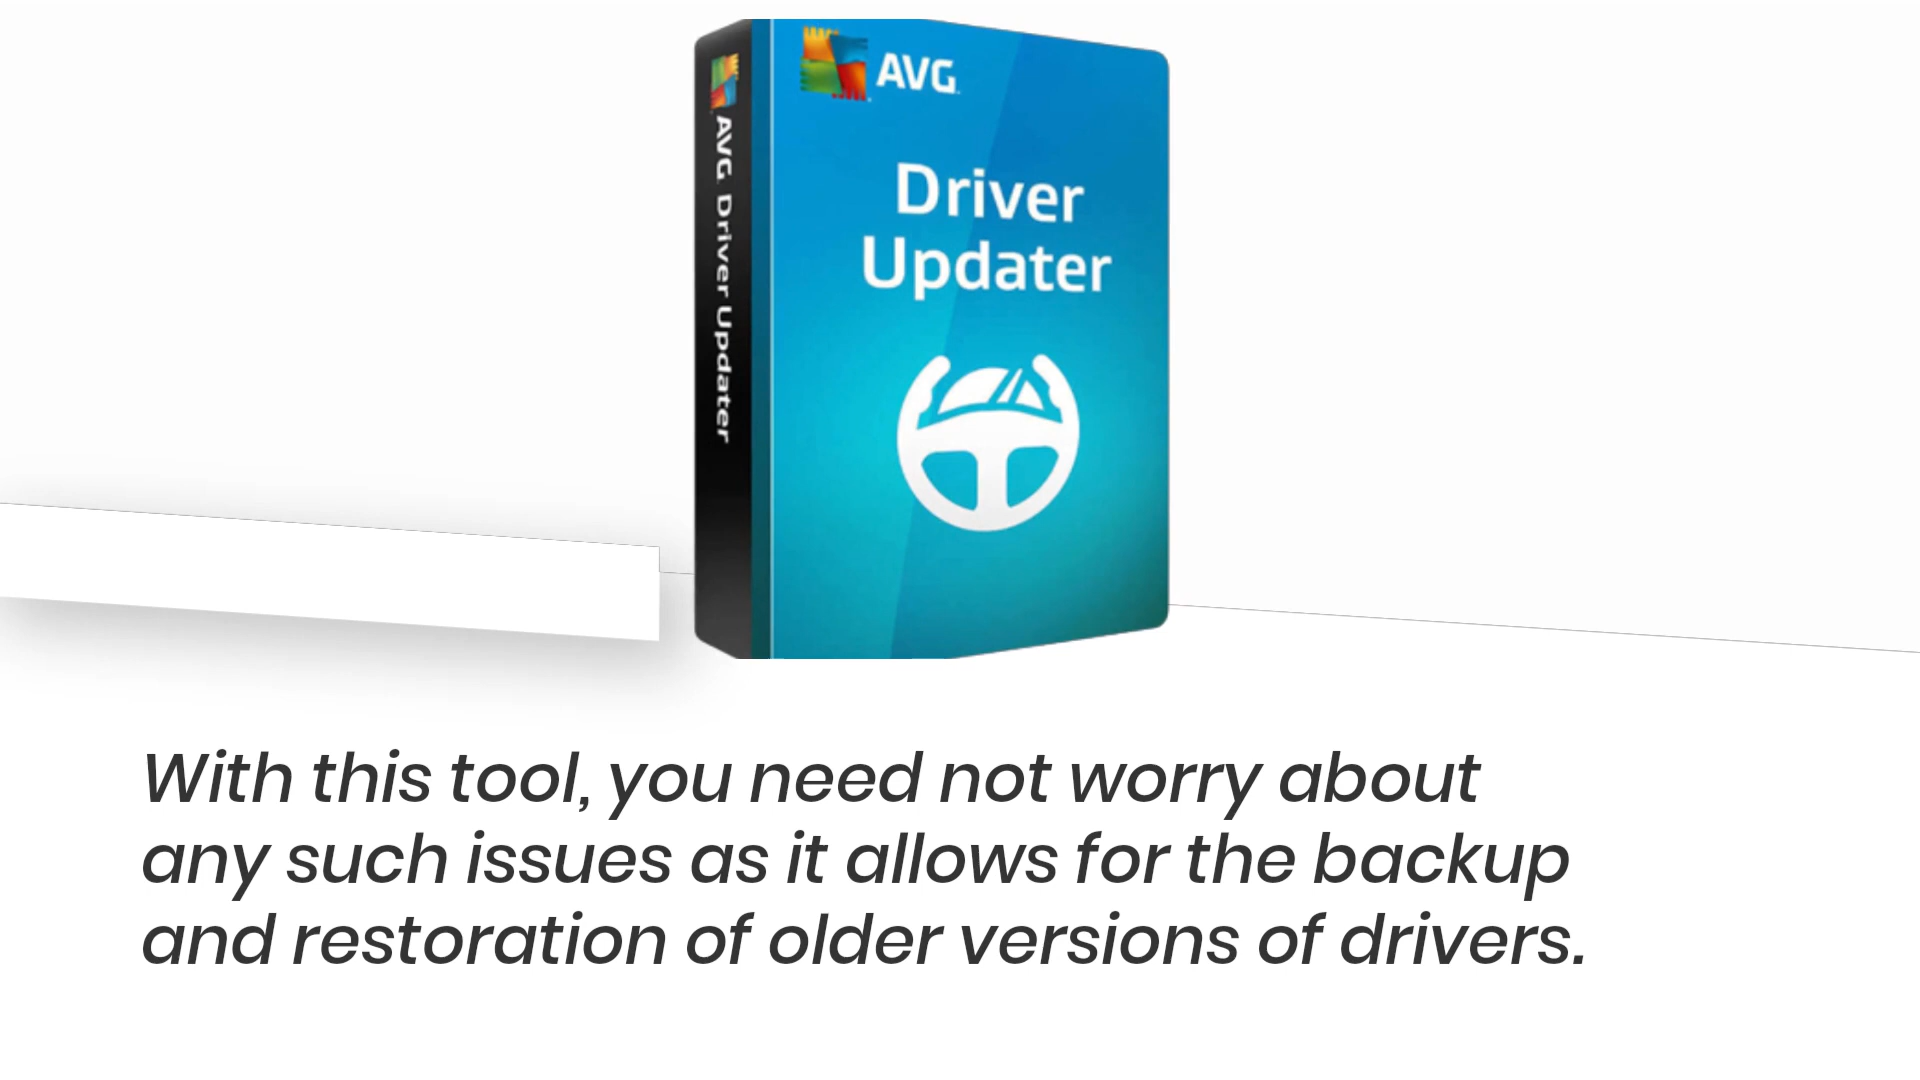 AVG
Driver
Updater
AVG Driver Updater
With this tool, you need not worry about
any such issues as it allows for the backup
and restoration of older versions of drivers.